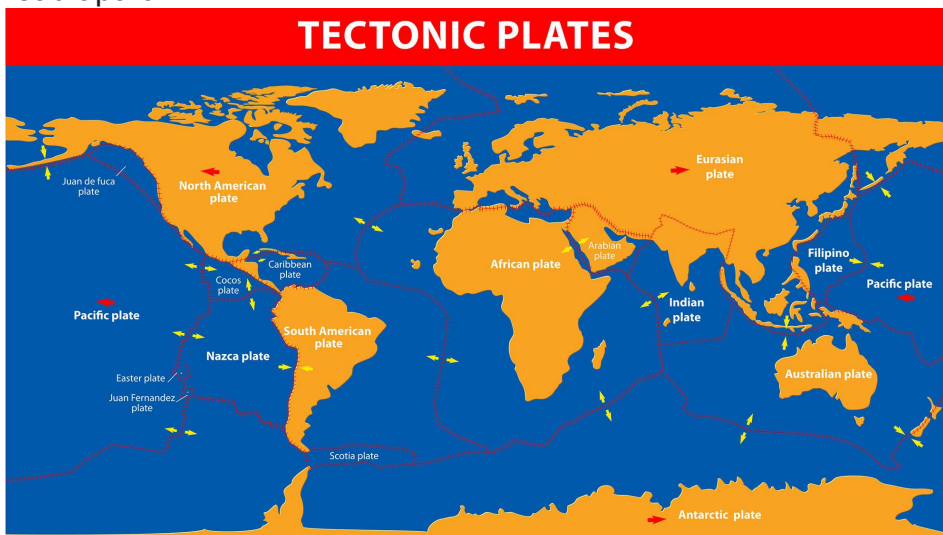 TECTONIC PLATES
Eurasian
plate
Juan de fuca
plate
North American
plate
Arabian
plate
Filipino
plate
African plate
Caribbean
plate
Cocos
plate
Pacific plate
Indian
plate
Pacific plate
South American
plate
Nazca plate
Australian plate
Easter plate
Juan Fernandez
plate
Scotia plate
Antarctic plate